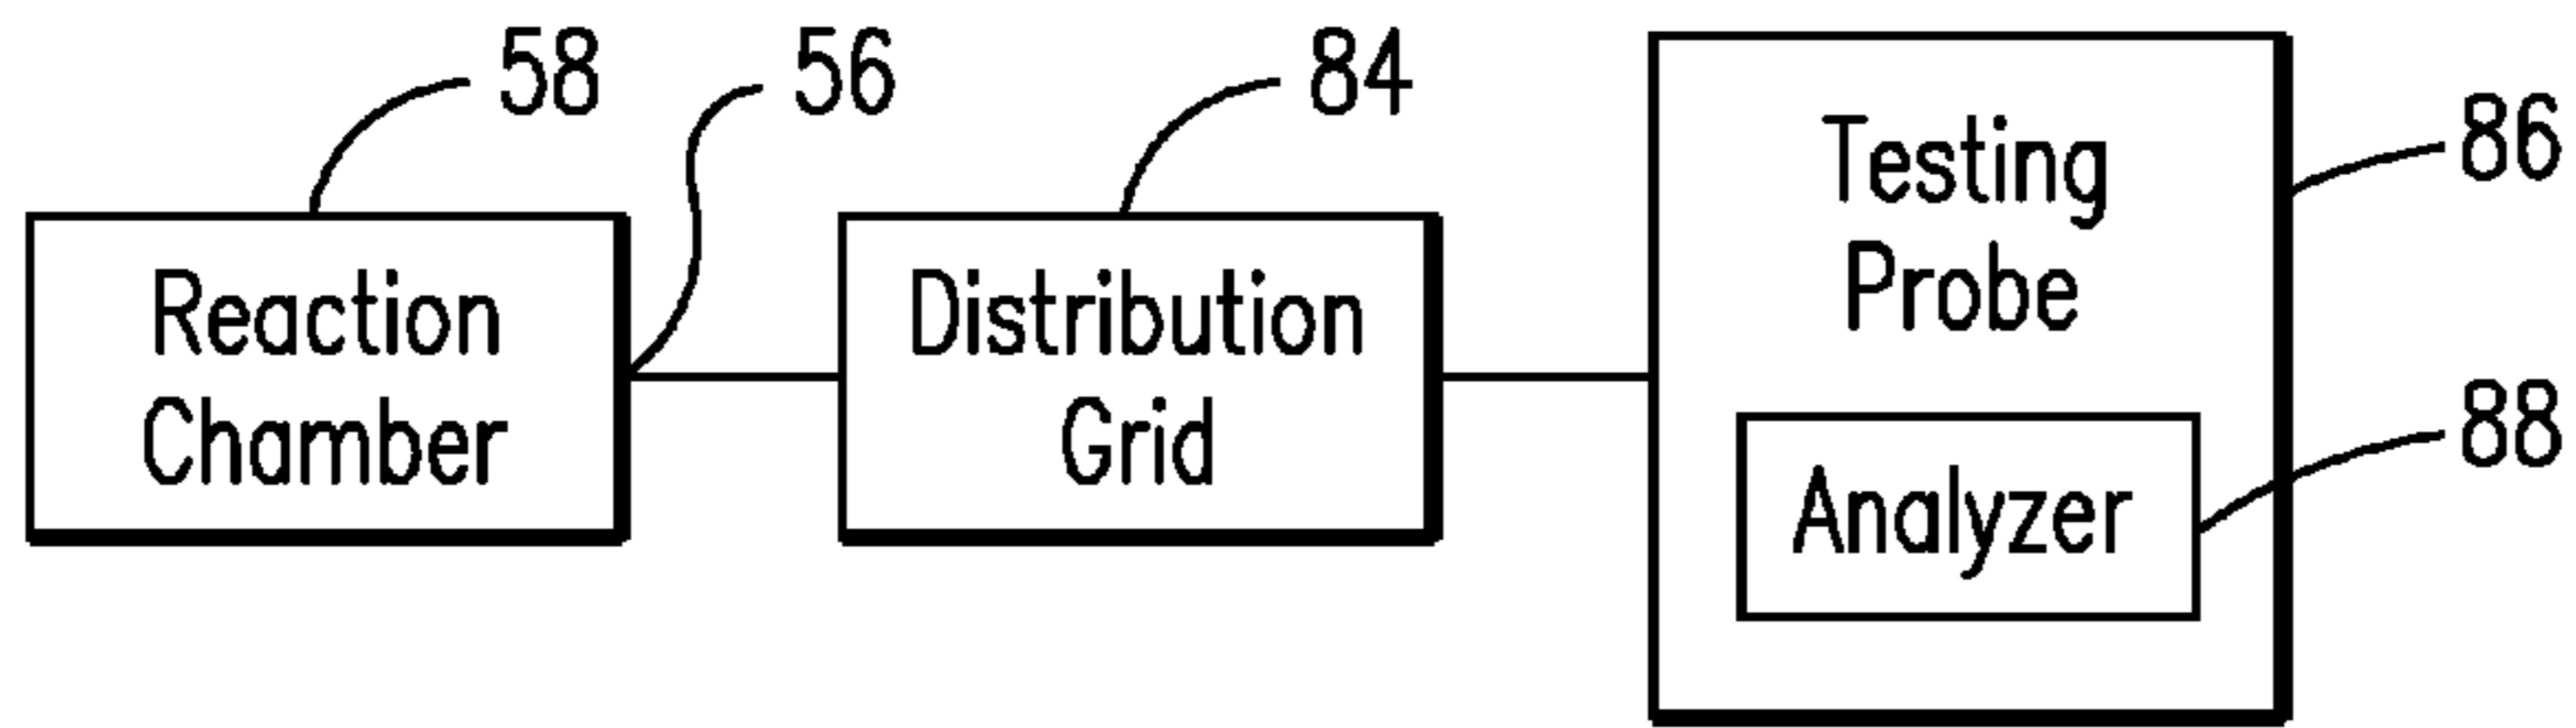 58
56
84
86
Reaction
Chamber
Distribution
Grid
Testing
Probe
88
Analyzer